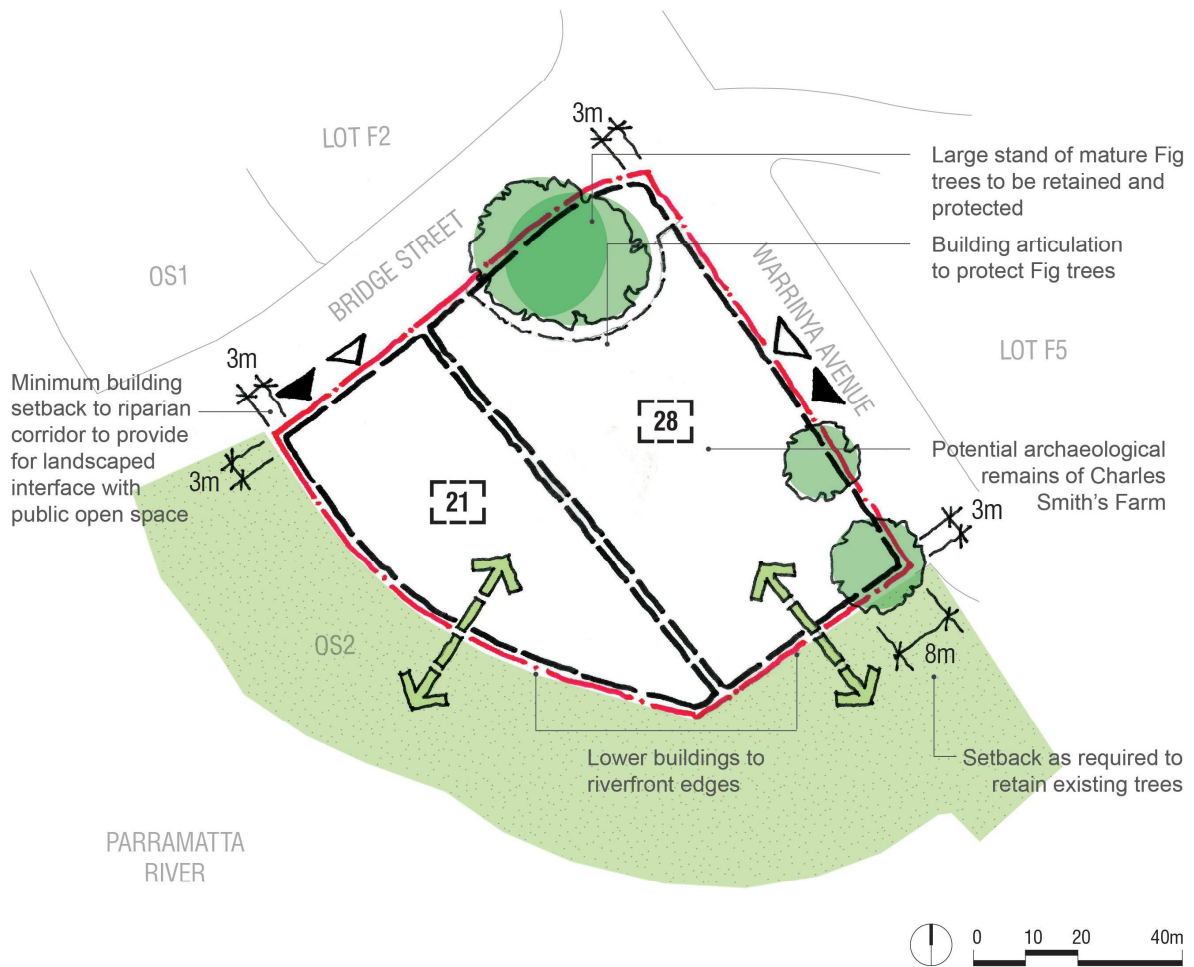 3m
LOT F2
Large stand of mature Fig
trees to be retained and
protected
Building articulation
to protect Fig trees
OS1
BRIDGE STREET
WARRINYA AVENUE
LOT F5
3m
Minimum building
setback to riparian
corridor to provide
for landscaped
interface with
public open space
3m
28
21
Potential archaeological
remains of Charles
Smith's Farm
3m
OS2
8m
Lower buildings to
riverfront edges
Setback as required to
retain existing trees
PARRAMATTA
RIVER
0 10 20 40m